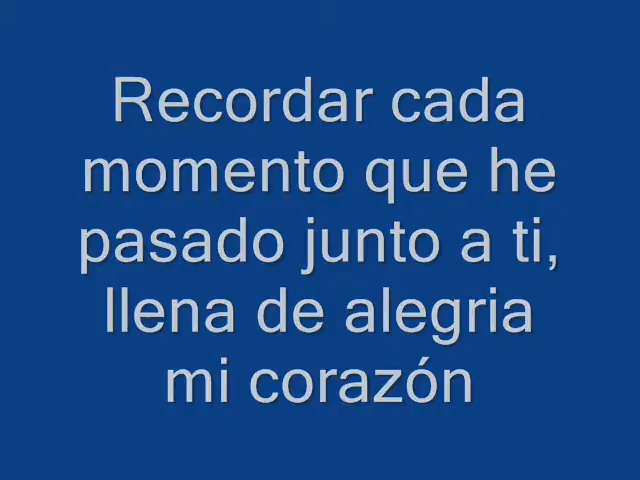 Recordar cada
momento que he
pasado junto a ti,
llena de alegria
mi corazón